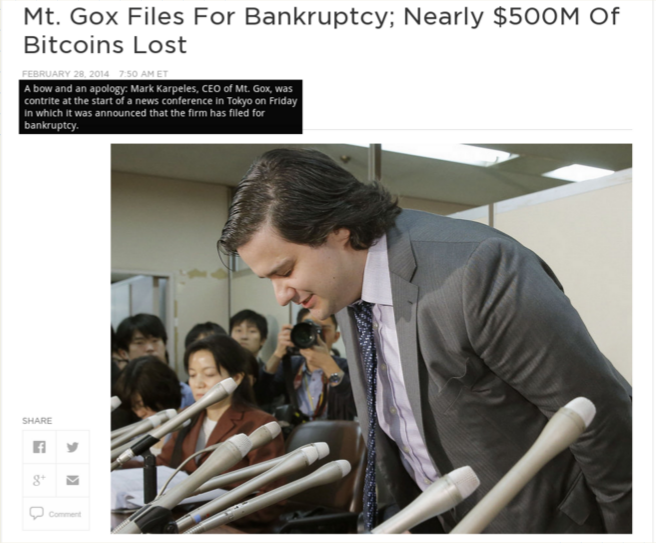 Mt. Gox Files For Bankruptcy; Nearly $500M Of
Bitcoins Lost
FEBRUARY 28, 2014 7:50 AM ET
A bow and an apology: Mark Karpeles, CEO of Mt. Gox, was
contrite at the start of a news conference in Tokyo on Friday
in which it was announced that the firm has filed for
bankruptcy.
SHARE
Comment